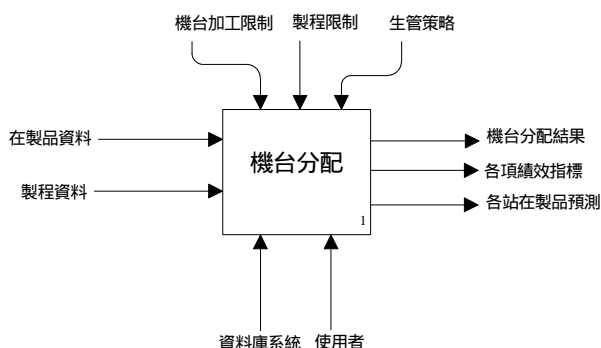 機台加工限制 製程限制 生管策略
在製品資料
製程資料
機台分配
1
機台分配結果
各項績效指標
各站在製品預測
資料庫系統 使用者